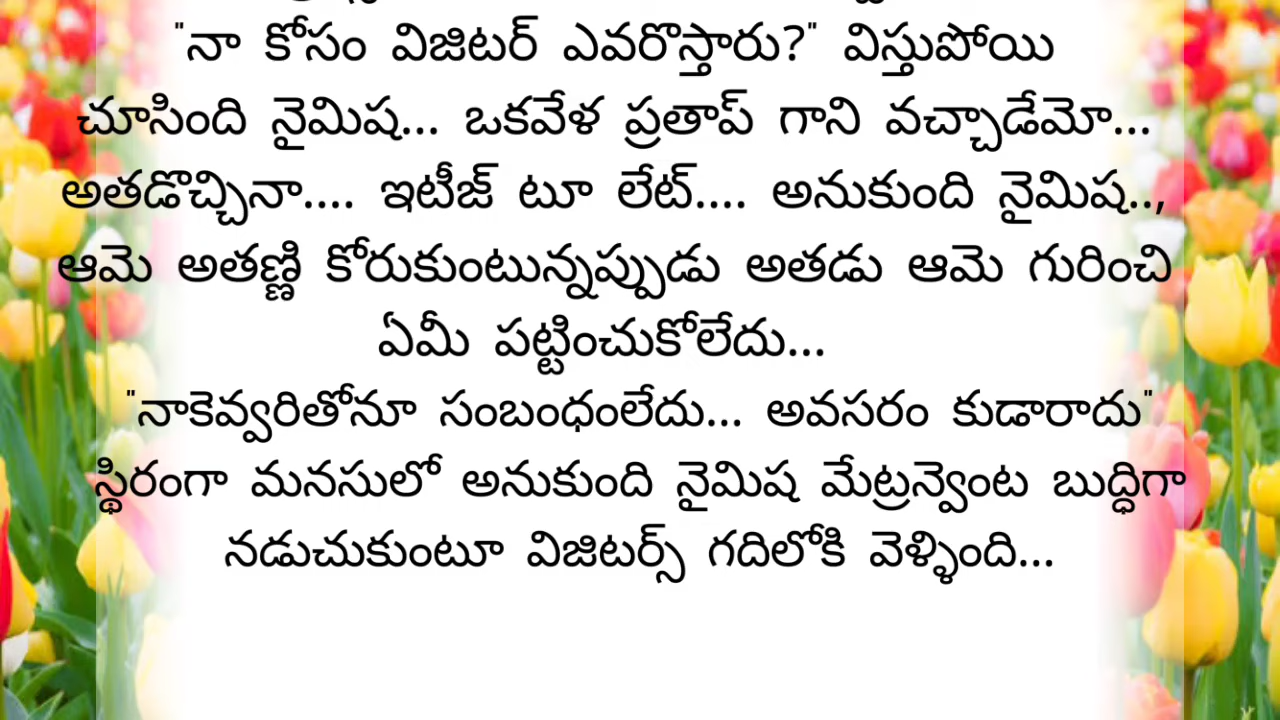 "నా కోసం విజిటర్ ఎవరొస్తారు?" విస్తుపోయి
చూసింది నైమిష... ఒకవేళ ప్రతాప్ గాని వచ్చాడేమో...
అతడొచ్చినా.... ఇటీజ్ టూ లేట్.... అనుకుంది నైమిష..,
ఆమె అతణ్ణి కోరుకుంటున్నప్పుడు అతడు ఆమె గురించి
ఏమీ పట్టించుకోలేదు...
"నాకెవ్వరితోనూ సంబంధంలేదు... అవసరం కుడారాదు"
స్థిరంగా మనసులో అనుకుంది నైమిష మేట్రన్వెంట బుద్ధిగా
నడుచుకుంటూ విజిటర్స్ గదిలోకి వెళ్ళింది...